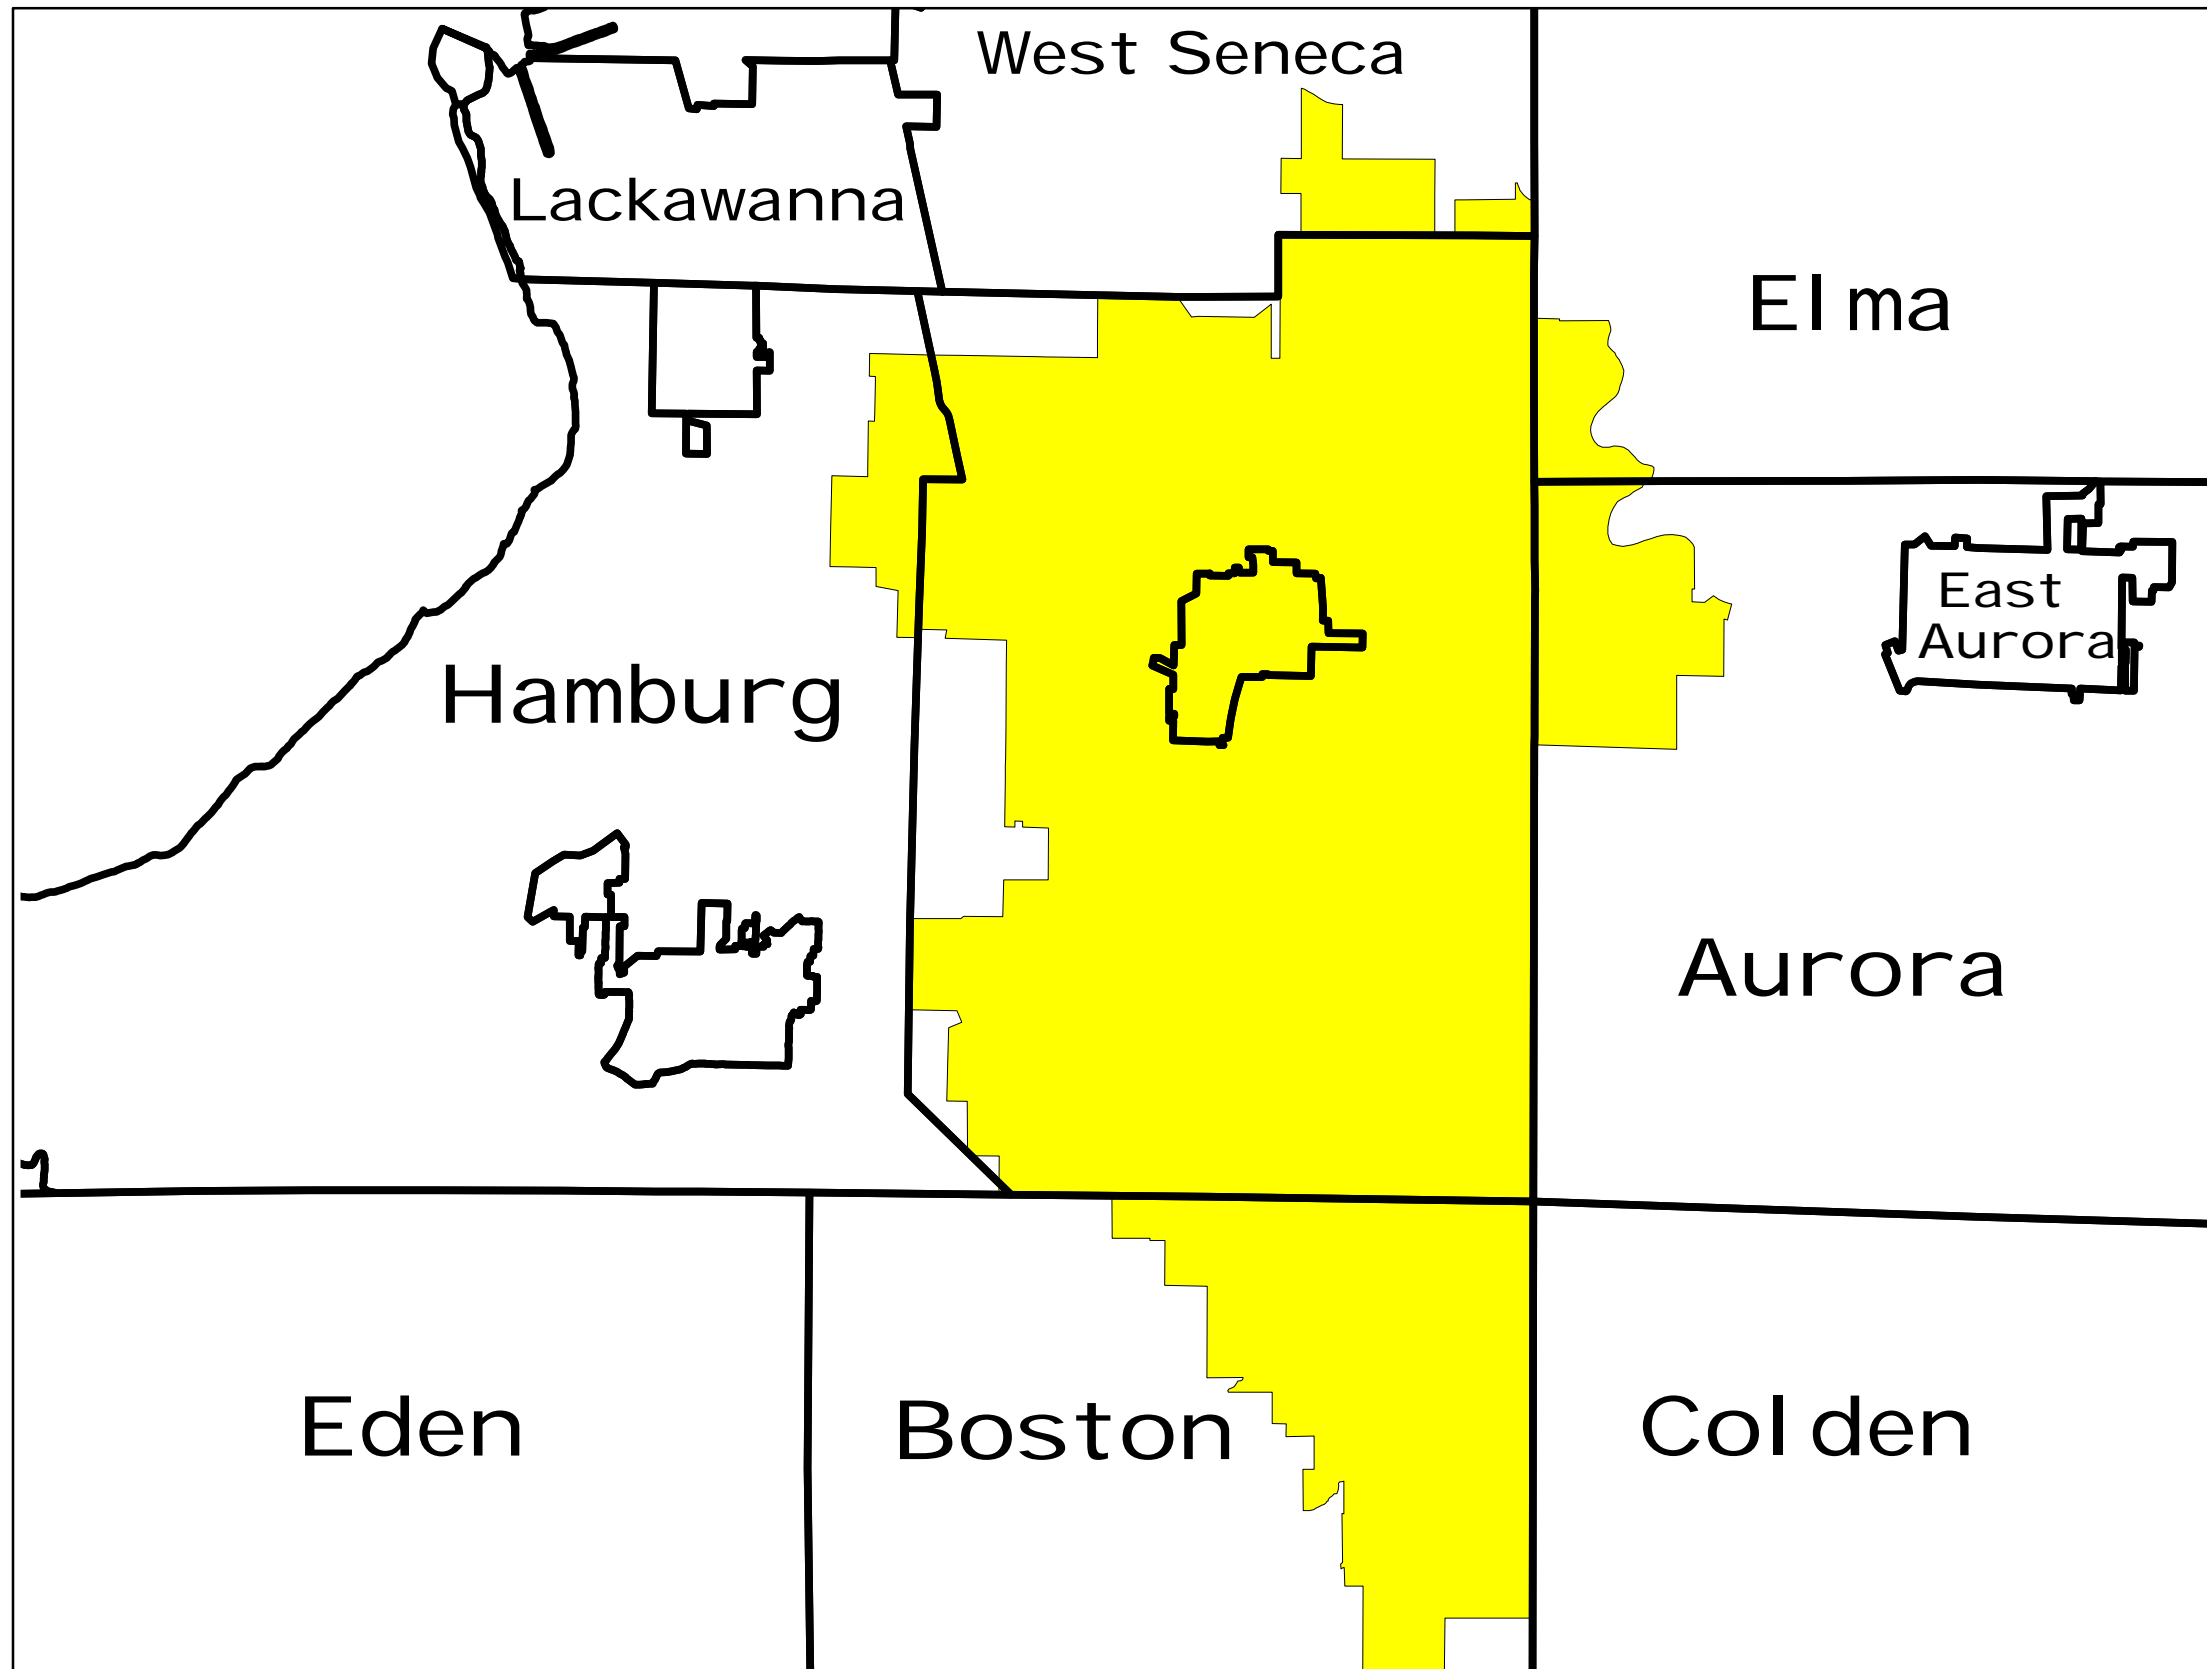 West Seneca
Lackawanna
Elma
East
Aurora
Hamburg
Aurora
Eden
Boston
Colden